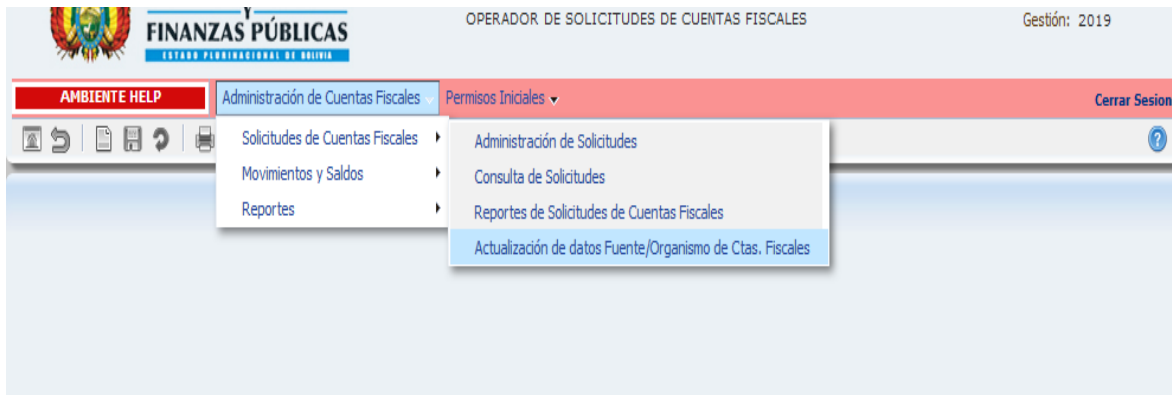 Y
FINANZAS PÚBLICAS
ESTADO PLURINACIONAL DE BOLIVIA
OPERADOR DE SOLICITUDES DE CUENTAS FISCALES
Gestión: 2019
AMBIENTE HELP
Administración de Cuentas Fiscales
Permisos Iniciales
Cerrar Sesion
Solicitudes de Cuentas Fiscales
Movimientos y Saldos
Reportes
Administración de Solicitudes
Consulta de Solicitudes
Reportes de Solicitudes de Cuentas Fiscales
Actualización de datos Fuente/Organismo de Ctas. Fiscales